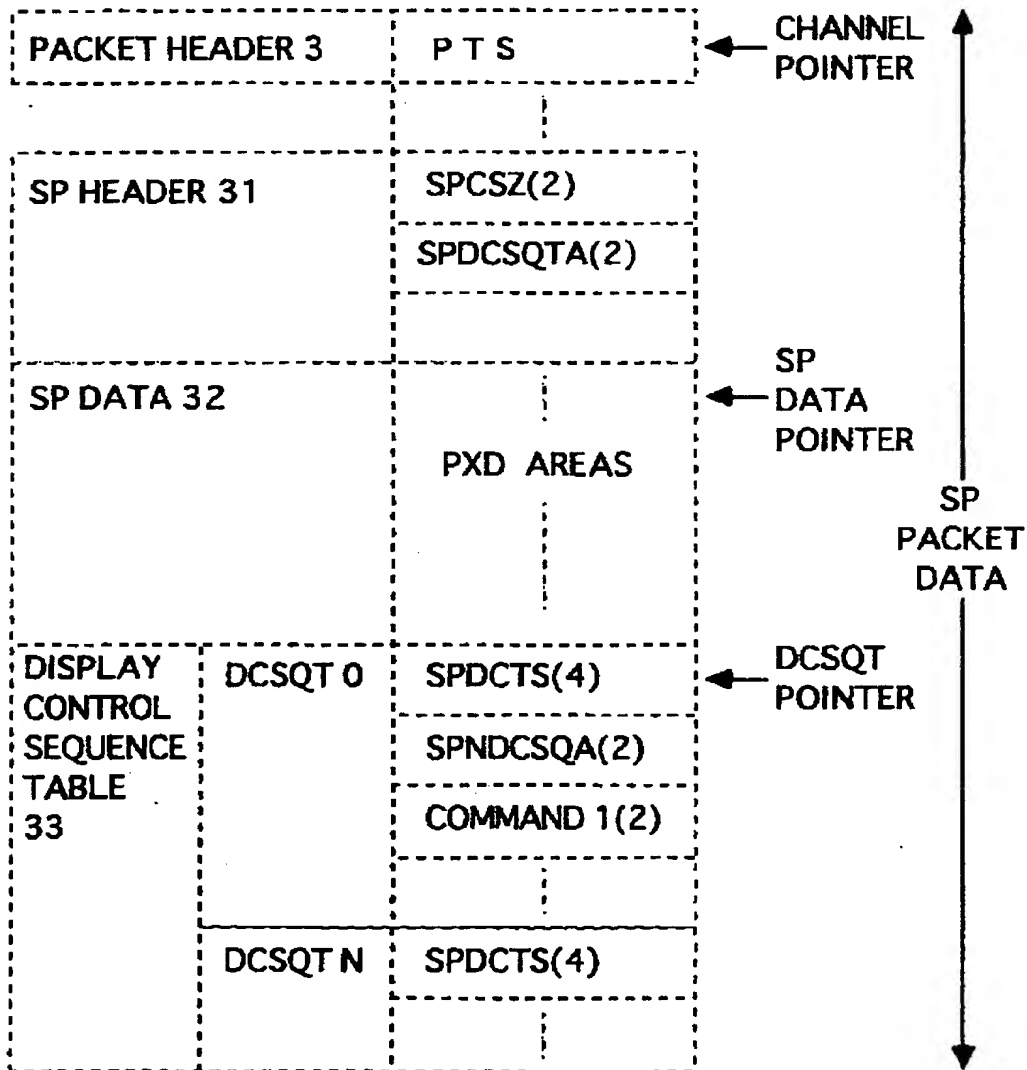 PACKET HEADER 3
P T S
CHANNEL
POINTER
SP HEADER 31
SPCSZ(2)
SPDCSQTA(2)
SP DATA 32
PXD AREAS
SP
DATA
POINTER
SP
PACKET
DATA
DISPLAY
CONTROL
SEQUENCE
TABLE
33
DCSQT 0
SPDCTS(4)
SPNDCSQA(2)
COMMAND 1(2)
DCSQT
POINTER
DCSQT N
SPDCTS(4)